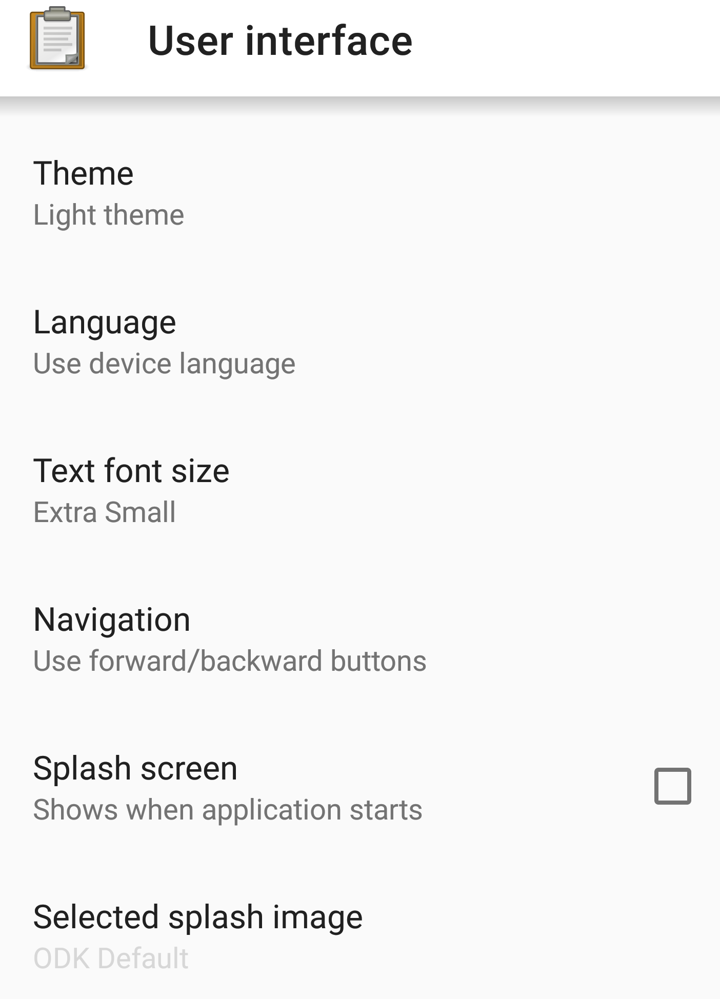 User interface
Theme
Light theme
Language
Use device language
Text font size
Extra Small
Navigation
Use forward/backward buttons
Splash screen
Shows when application starts
Selected splash image
ODK Default